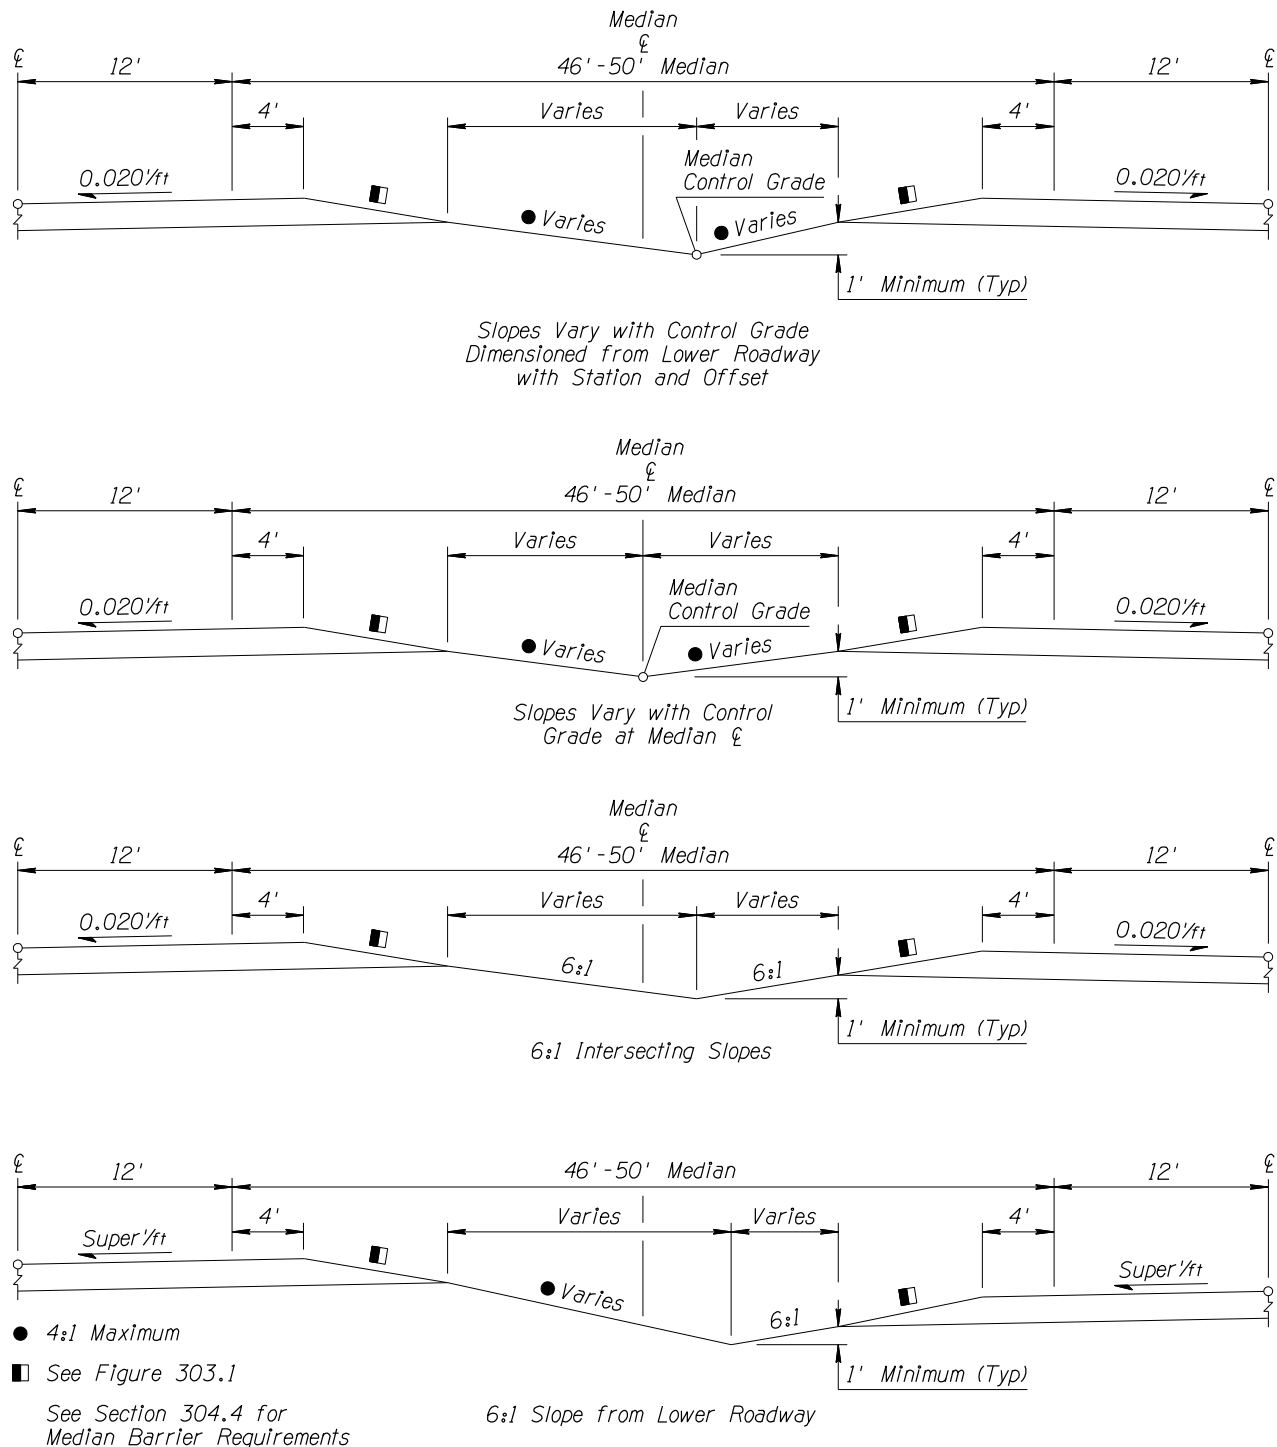 Median
℄
℄ ℄
12' 46'-50' Median 12'
4' Varies Varies 4'
Median
Control Grade
0.020'/ft 0.020'/ft
Varies Varies
1' Minimum (Typ)
Slopes Vary with Control Grade
Dimensioned from Lower Roadway
with Station and Offset
Median
℄
℄ ℄
12' 46'-50' Median 12'
4' Varies Varies 4'
Median
Control Grade
0.020'/ft 0.020'/ft
Varies Varies
1' Minimum (Typ)
Slopes Vary with Control
Grade at Median ℄
Median
℄
℄ ℄
12' 46'-50' Median 12'
4' Varies Varies 4'
0.020'/ft 0.020'/ft
6:1 6:1
1' Minimum (Typ)
6:1 Intersecting Slopes
℄ ℄
12' 46'-50' Median 12'
4' Varies Varies 4'
Super'/ft Super'/ft
Varies 6:1
1' Minimum (Typ)
4:1 Maximum
See Figure 303.1
See Section 304.4 for
Median Barrier Requirements
6:1 Slope from Lower Roadway